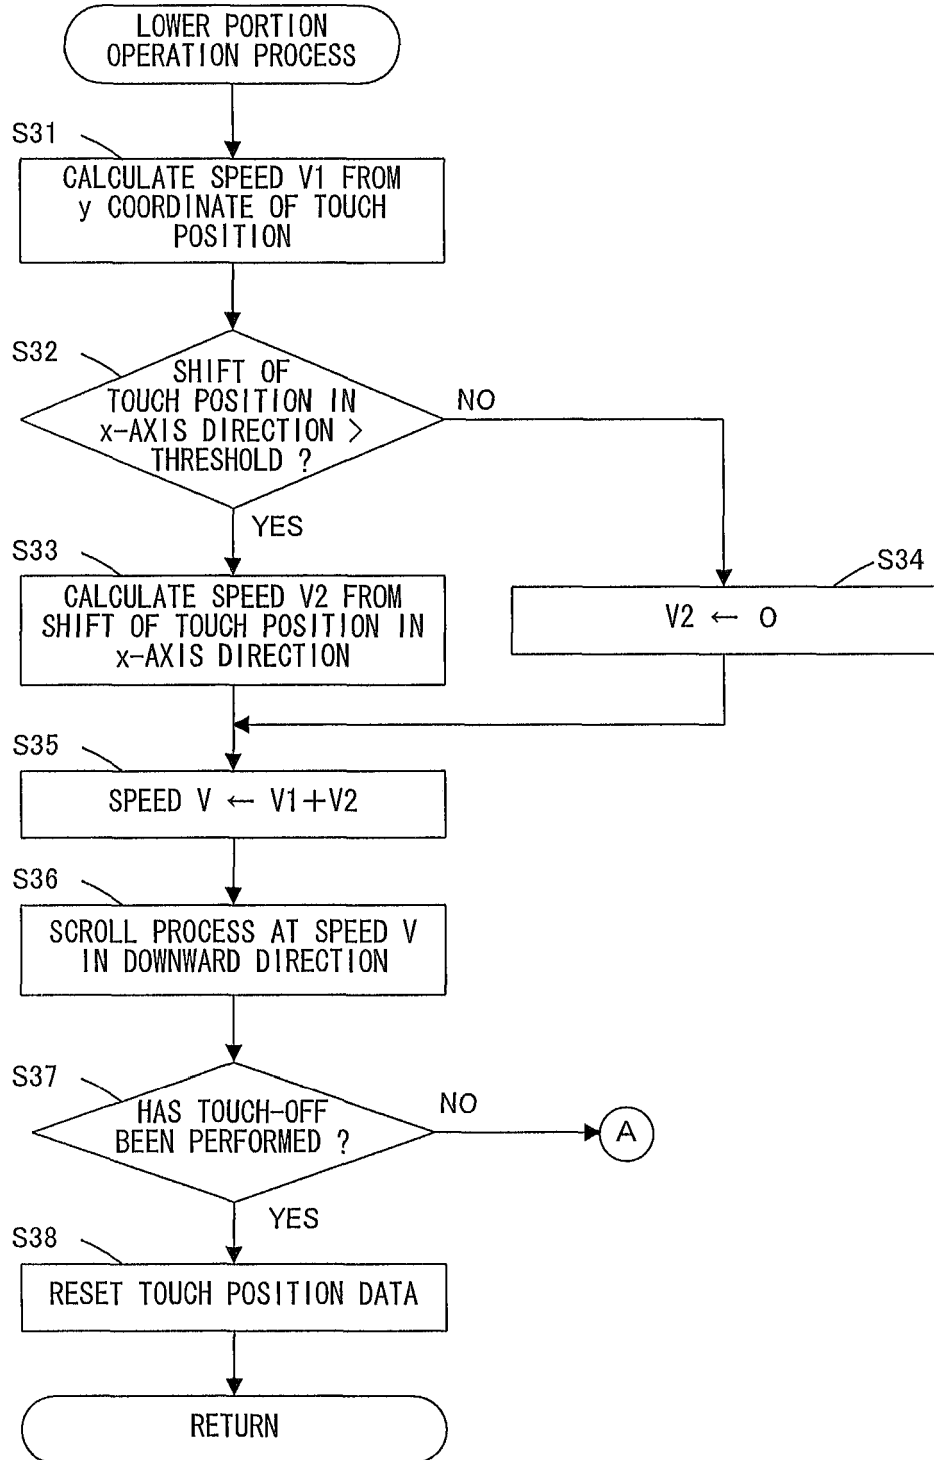 LOWER PORTION
OPERATION PROCESS
S31
CALCULATE SPEED V1 FROM
y COORDINATE OF TOUCH
POSITION
S32
SHIFT OF
TOUCH POSITION IN
x-AXIS DIRECTION >
THRESHOLD ?
NO
YES
S33
CALCULATE SPEED V2 FROM
SHIFT OF TOUCH POSITION IN
x-AXIS DIRECTION
S34
V2 ← 0
S35
SPEED V ← V1+V2
S36
SCROLL PROCESS AT SPEED V
IN DOWNWARD DIRECTION
S37
HAS TOUCH-OFF
BEEN PERFORMED ?
NO
A
YES
S38
RESET TOUCH POSITION DATA
RETURN